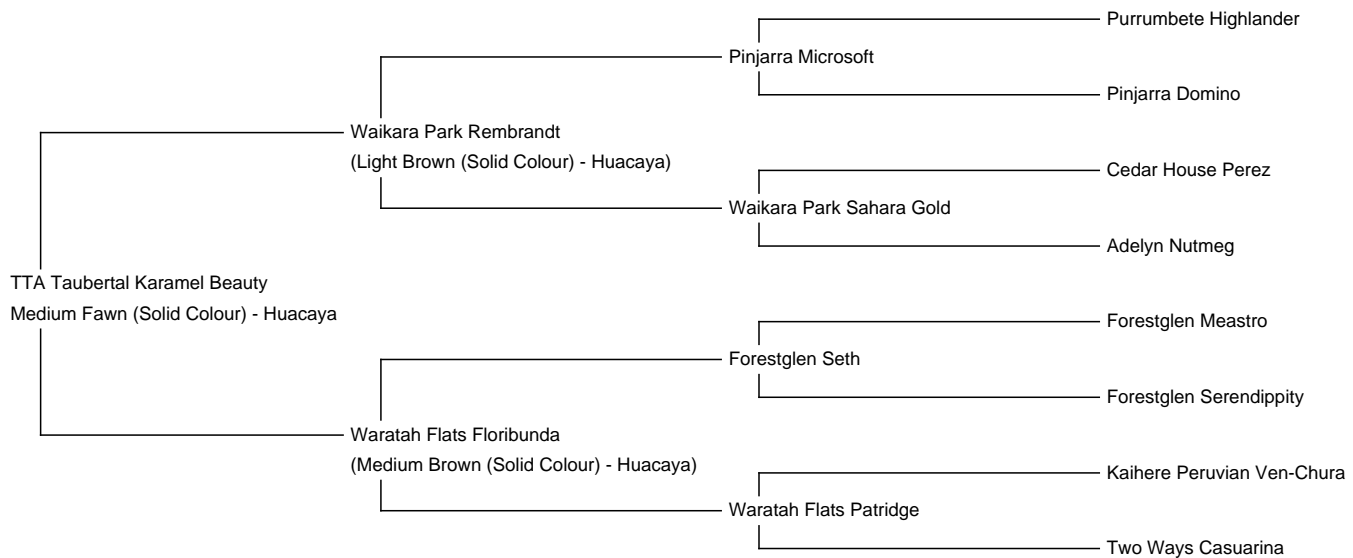 Purrumbete Highlander
Pinjarra Microsoft
Pinjarra Domino
Waikara Park Rembrandt
(Light Brown (Solid Colour) - Huacaya)
Cedar House Perez
Waikara Park Sahara Gold
Adelyn Nutmeg
TTA Taubertal Karamel Beauty
Medium Fawn (Solid Colour) - Huacaya
Forestglen Meastro
Forestglen Seth
Forestglen Serendippity
Waratah Flats Floribunda
(Medium Brown (Solid Colour) - Huacaya)
Kaihere Peruvian Ven-Chura
Waratah Flats Patridge
Two Ways Casuarina